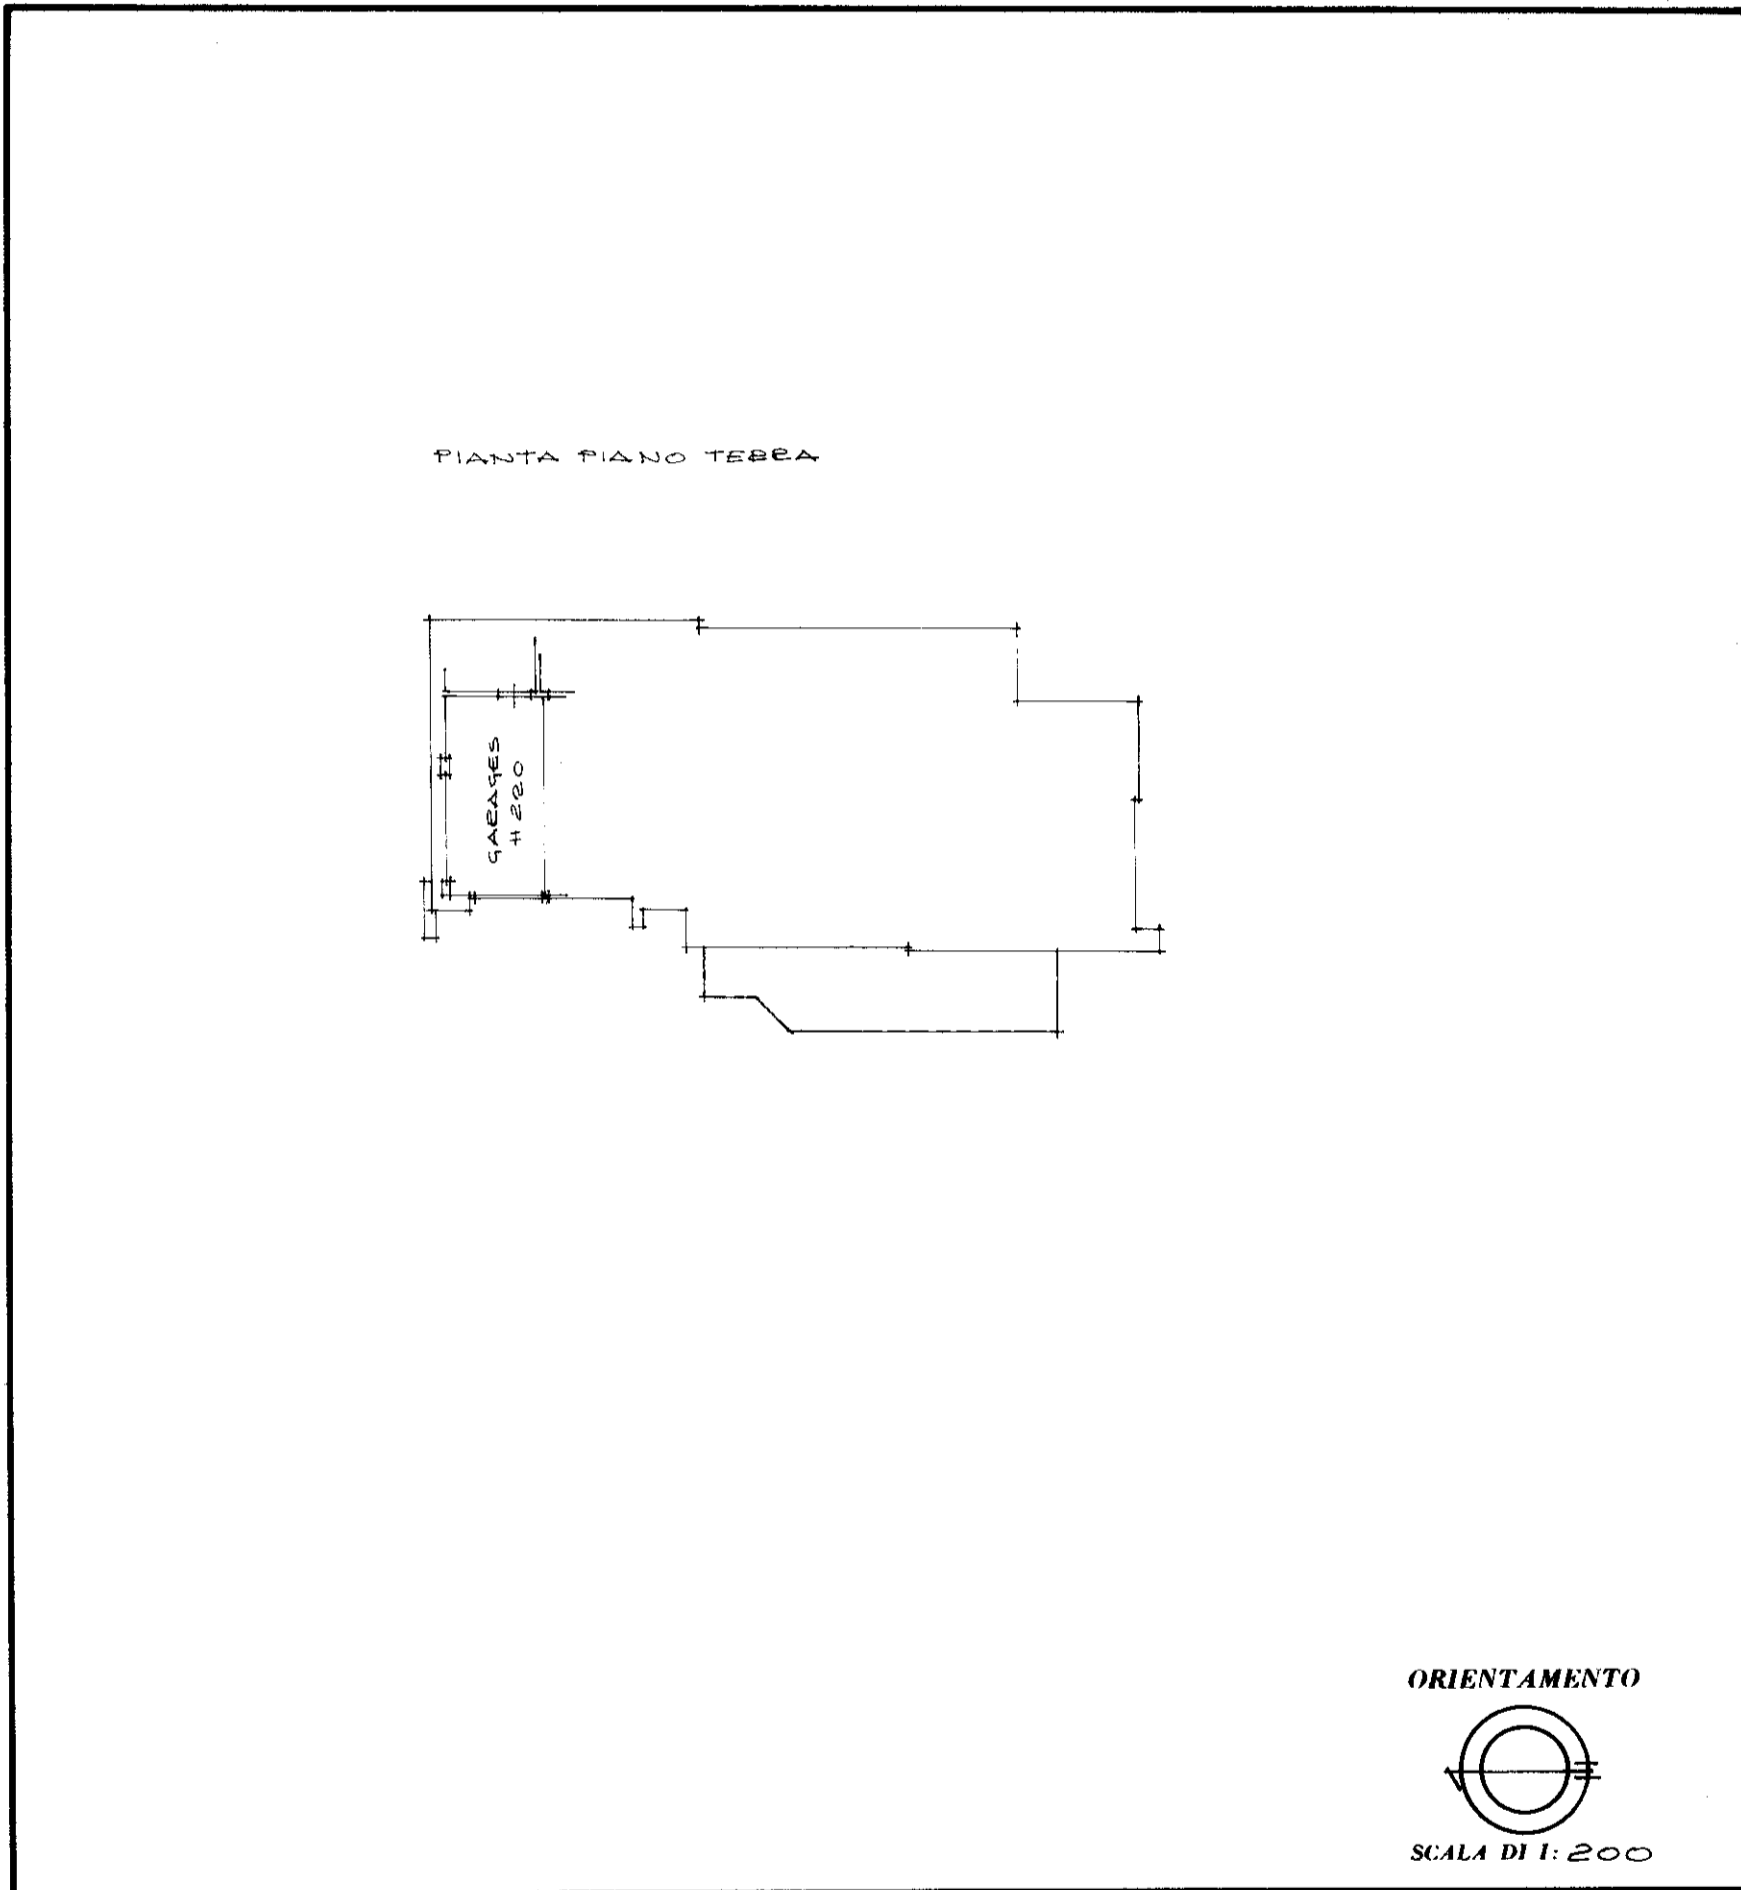 PIANTA PIANO TERRA
GARAGES
H 220
ORIENTAMENTO
SCALA DI 1: 200